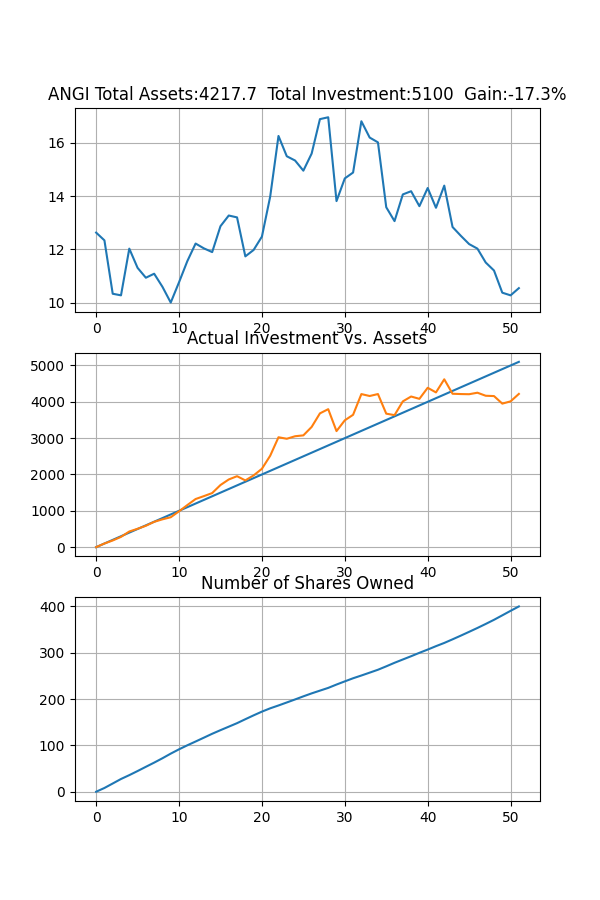 ANGI Total Assets:4217.7  Total Investment:5100  Gain:-17.3%
16
14
12
10
0 10 20 30 40 50
Actual Investment vs. Assets
5000
4000
3000
2000
1000
0
0 10 20 30 40 50
Number of Shares Owned
400
300
200
100
0
0 10 20 30 40 50